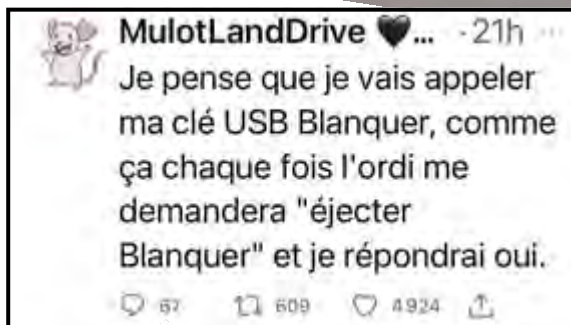 MulotLandDrive 🖤... · 21h ...
Je pense que je vais appeler
ma clé USB Blanquer, comme
ça chaque fois l'ordi me
demandera "éjecter
Blanquer" et je répondrai oui.
67 609 4924